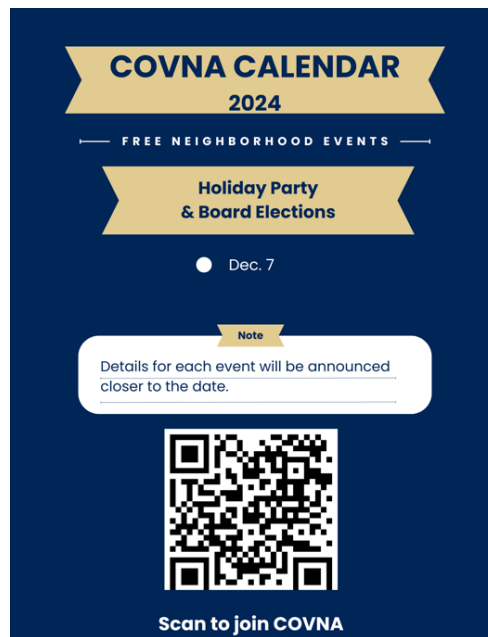 COVNA CALENDAR
2024
FREE NEIGHBORHOOD EVENTS
Holiday Party
& Board Elections
Dec. 7
Note
Details for each event will be announced
closer to the date.
Scan to join COVNA